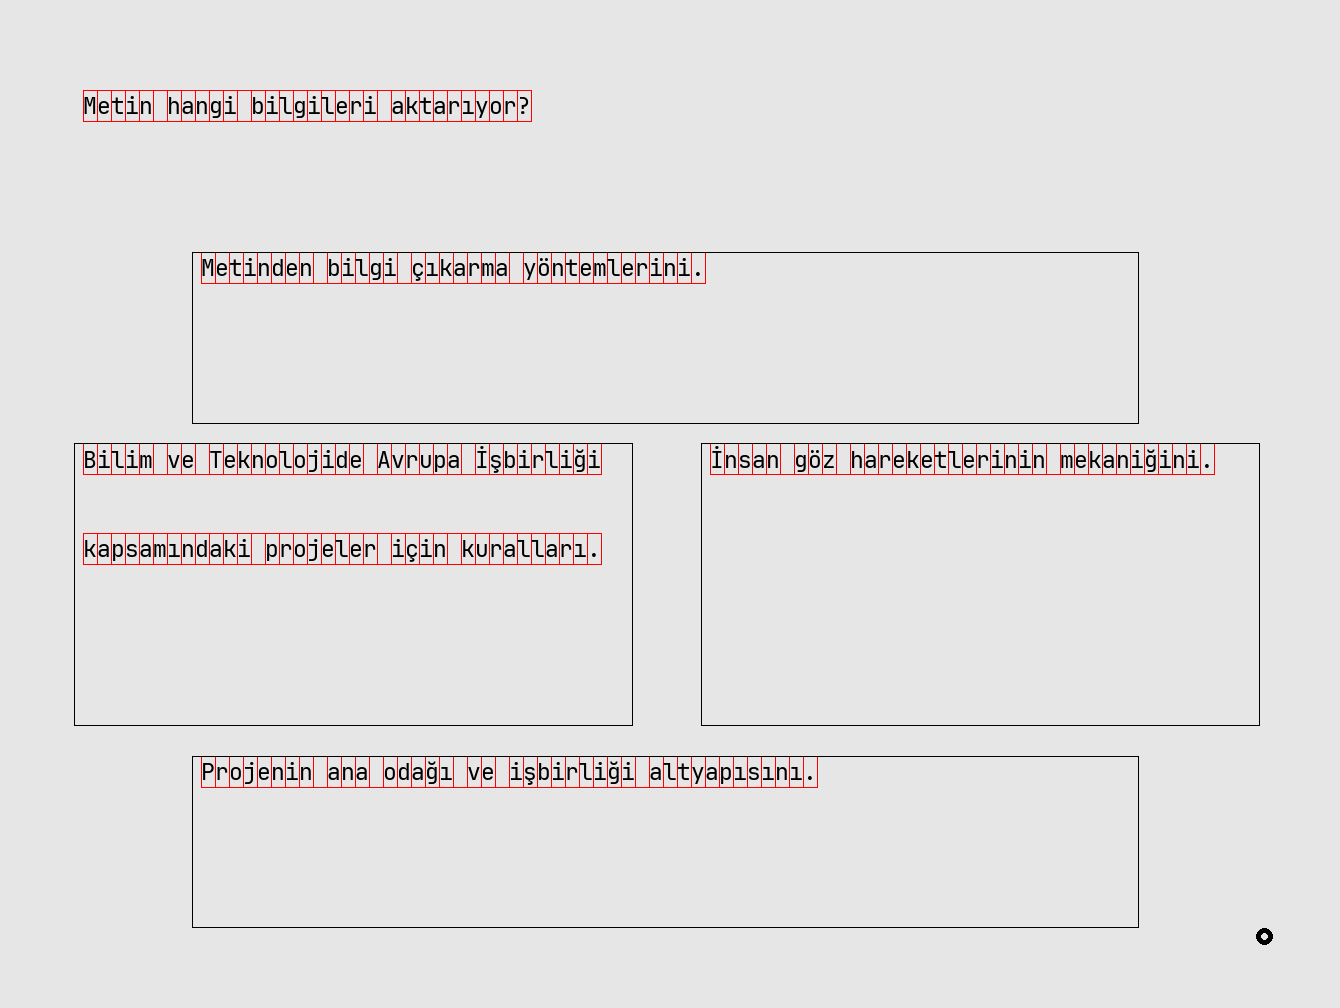 Metin hangi bilgileri aktarıyor?
Metinden bilgi çıkarma yöntemlerini.
Bilim ve Teknolojide Avrupa İşbirliği
kapsamındaki projeler için kuralları.
İnsan göz hareketlerinin mekaniğini.
Projenin ana odağı ve işbirliği altyapısını.